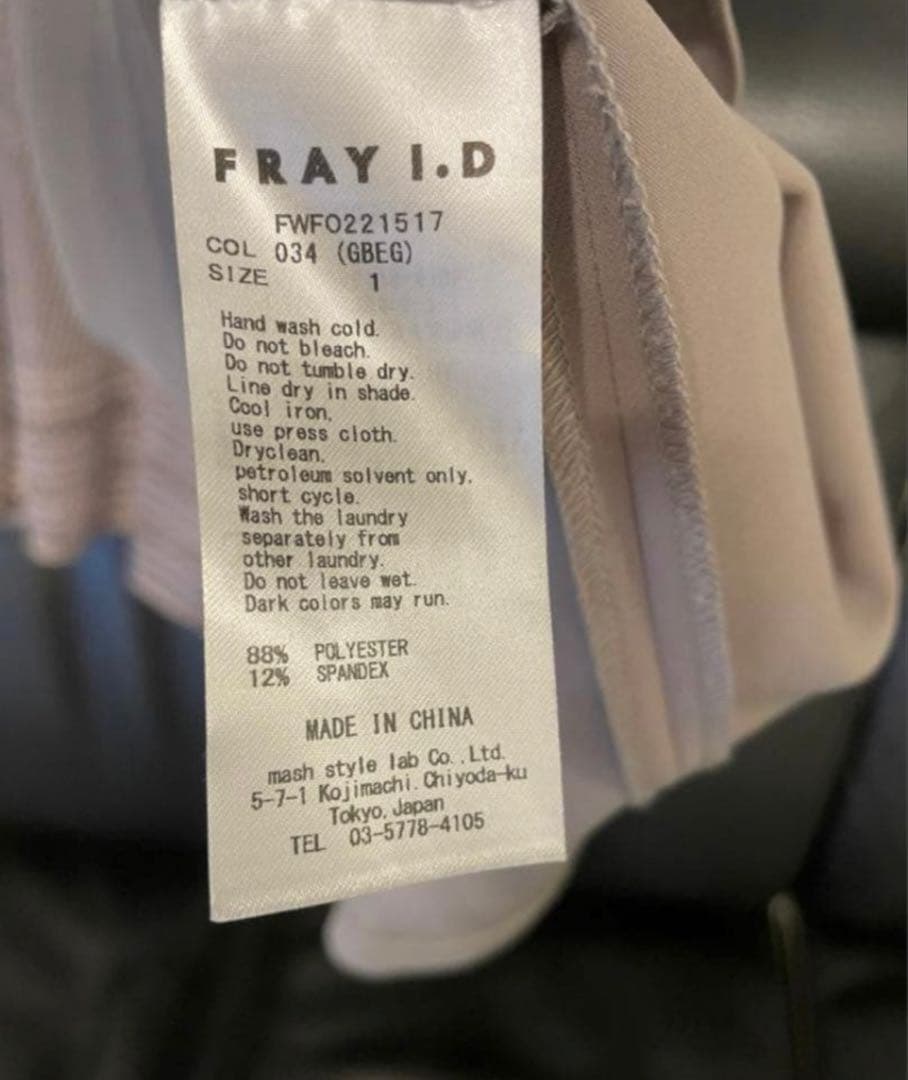 FRAY I.D
FWFO221517
COL 034 (GBEG)
SIZE 1
Hand wash cold.
Do not bleach.
Do not tumble dry.
Line dry in shade.
Cool iron,
use press cloth.
Dryclean,
petroleum solvent only,
short cycle.
Wash the laundry
separately from
other laundry.
Do not leave wet.
Dark colors may run.
88% POLYESTER
12% SPANDEX
MADE IN CHINA
mash style lab Co.,Ltd.
5-7-1 Kojimachi,Chiyoda-ku
Tokyo,Japan
TEL 03-5778-4105